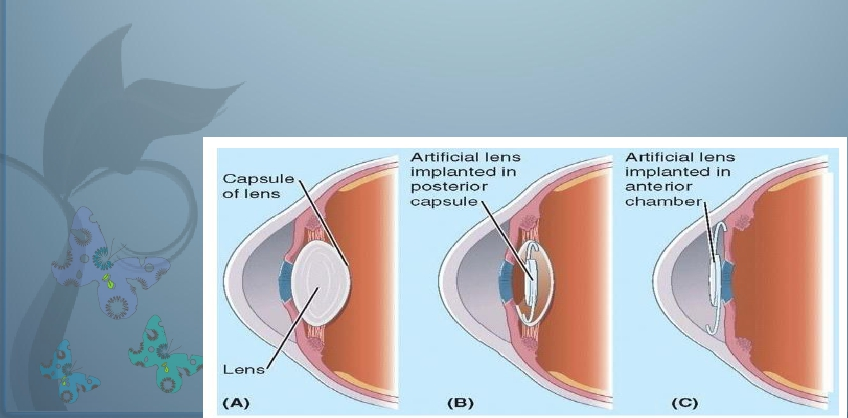 Capsule
of lens
Lens
(A)
Artificial lens
implanted in
posterior
capsule
(B)
Artificial lens
implanted in
anterior
chamber
(C)